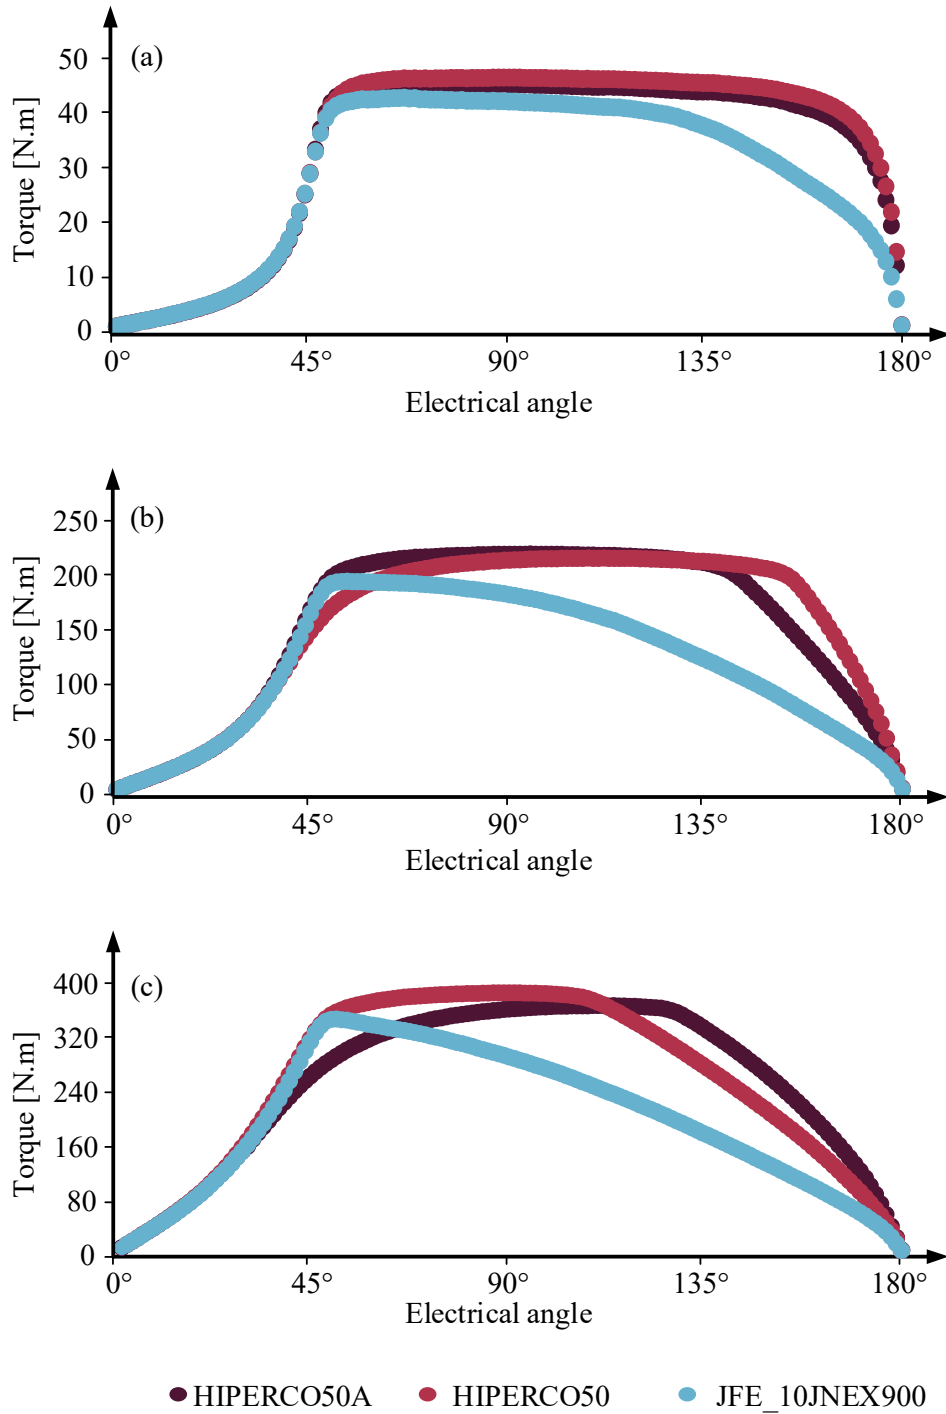 (a)
Torque [N.m]
50
40
30
20
10
0
0° 45° 90° 135° 180°
Electrical angle
(b)
Torque [N.m]
250
200
150
100
50
0
0° 45° 90° 135° 180°
Electrical angle
(c)
Torque [N.m]
400
320
240
160
80
0
0° 45° 90° 135° 180°
Electrical angle
HIPERCO50A HIPERCO50 JFE_10JNEX900